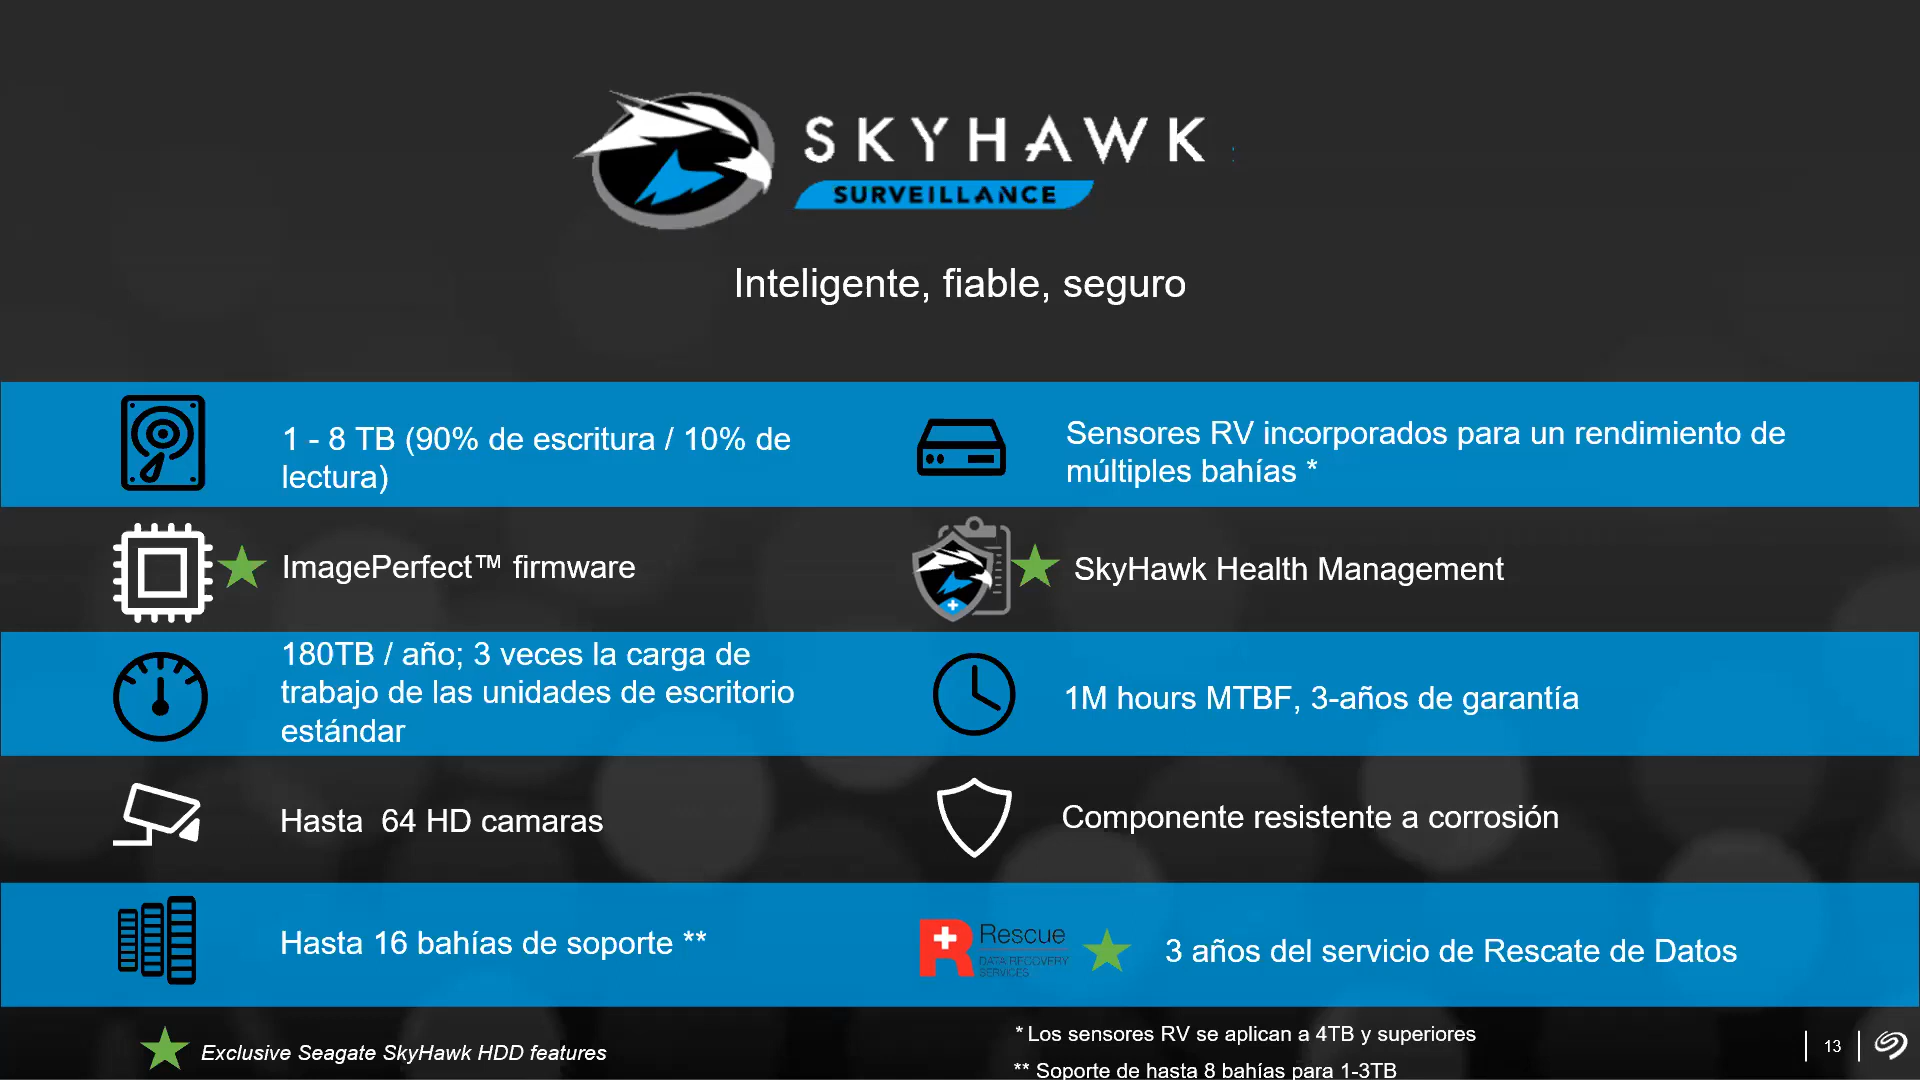 SKYHAWK
SURVEILLANCE
Inteligente, fiable, seguro
1 - 8 TB (90% de escritura / 10% de
lectura)
Sensores RV incorporados para un rendimiento de
múltiples bahías *
ImagePerfect™ firmware
SkyHawk Health Management
180TB / año; 3 veces la carga de
trabajo de las unidades de escritorio
estándar
1M hours MTBF, 3-años de garantía
Hasta  64 HD camaras
Componente resistente a corrosión
Hasta 16 bahías de soporte **
Rescue
DATA RECOVERY
SERVICES
3 años del servicio de Rescate de Datos
Exclusive Seagate SkyHawk HDD features
* Los sensores RV se aplican a 4TB y superiores
** Soporte de hasta 8 bahías para 1-3TB
13